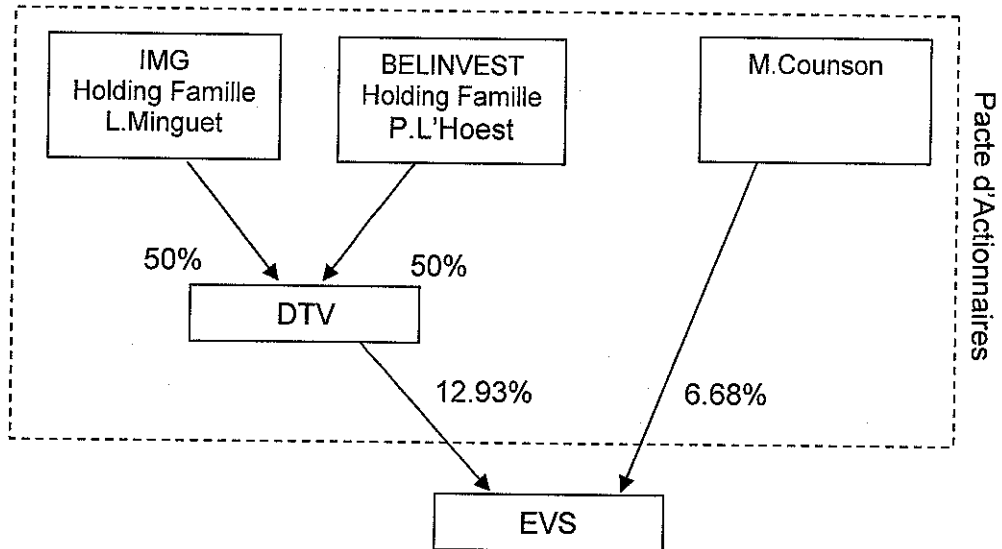 IMG
Holding Famille
L.Minguet
BELINVEST
Holding Famille
P.L'Hoest
M.Counson
Pacte d'Actionnaires
50%
50%
DTV
12.93%
6.68%
EVS